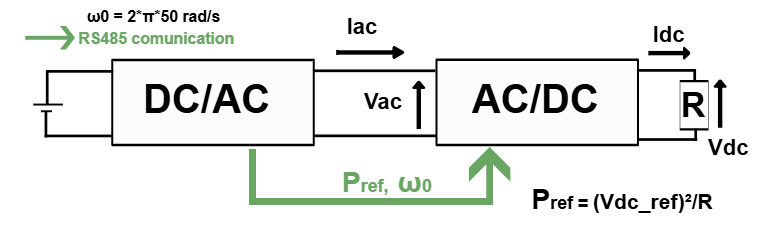 ω0 = 2*π*50 rad/s
RS485 comunication
Iac
Idc
DC/AC
Vac
AC/DC
R
Vdc
Pref, ω0
Pref = (Vdc_ref)²/R